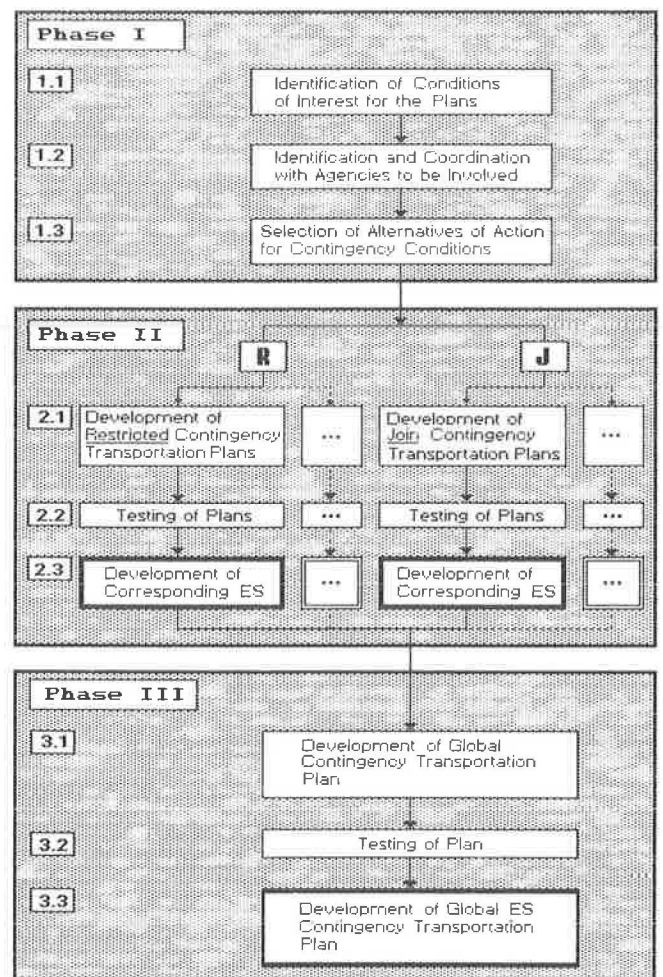 Phase I
1.1
Identification of Conditions
of Interest for the Plans
1.2
Identification and Coordination
with Agencies to be Involved
1.3
Selection of Alternatives of Action
for Contingency Conditions
Phase II
R
J
2.1
Development of
Restricted Contingency
Transportation Plans
...
Development of
Join Contingency
Transportation Plans
...
2.2
Testing of Plans
...
Testing of Plans
...
2.3
Development of
Corresponding ES
...
Development of
Corresponding ES
...
Phase III
3.1
Development of Global
Contingency Transportation
Plan
3.2
Testing of Plan
3.3
Development of Global ES
Contingency Transportation
Plan